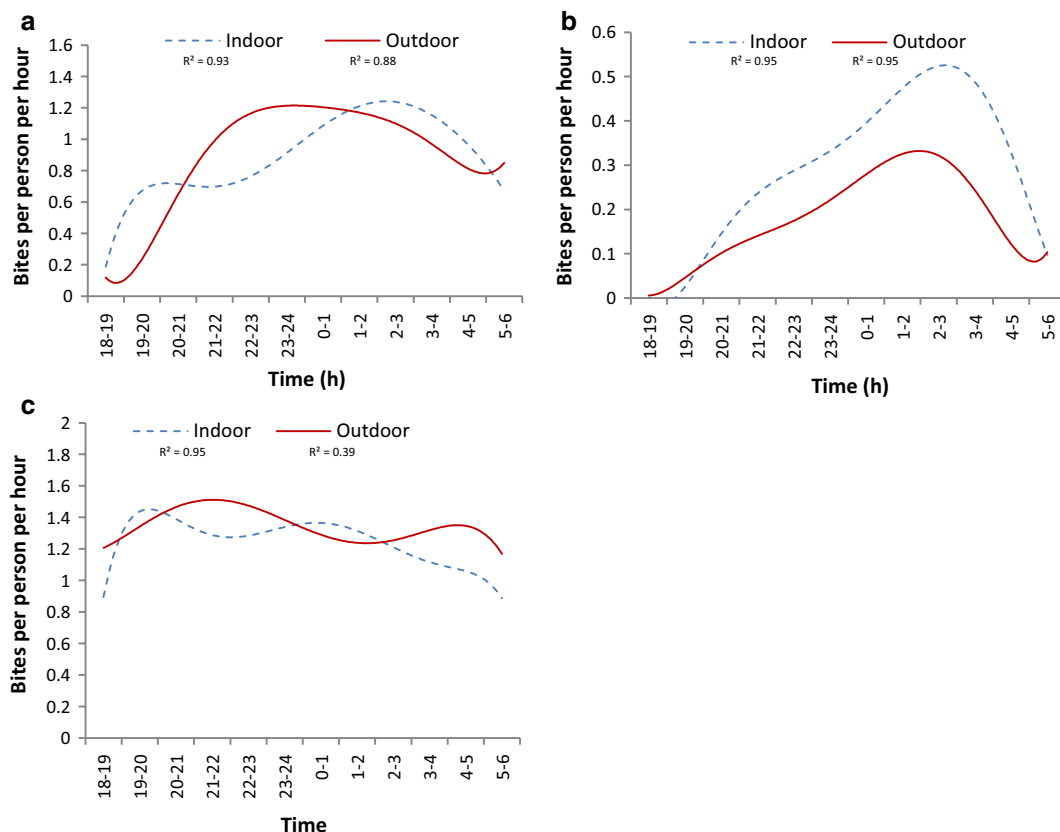 a
Indoor Outdoor
R² = 0.93 R² = 0.88
Bites per person per hour
1.6
1.4
1.2
1
0.8
0.6
0.4
0.2
0
18-19 19-20 20-21 21-22 22-23 23-24 0-1 1-2 2-3 3-4 4-5 5-6
Time (h)
b
Indoor Outdoor
R² = 0.95 R² = 0.95
Bites per person per hour
0.6
0.5
0.4
0.3
0.2
0.1
0
18-19 19-20 20-21 21-22 22-23 23-24 0-1 1-2 2-3 3-4 4-5 5-6
Time (h)
c
Indoor Outdoor
R² = 0.95 R² = 0.39
Bites per person per hour
2
1.8
1.6
1.4
1.2
1
0.8
0.6
0.4
0.2
0
18-19 19-20 20-21 21-22 22-23 23-24 0-1 1-2 2-3 3-4 4-5 5-6
Time